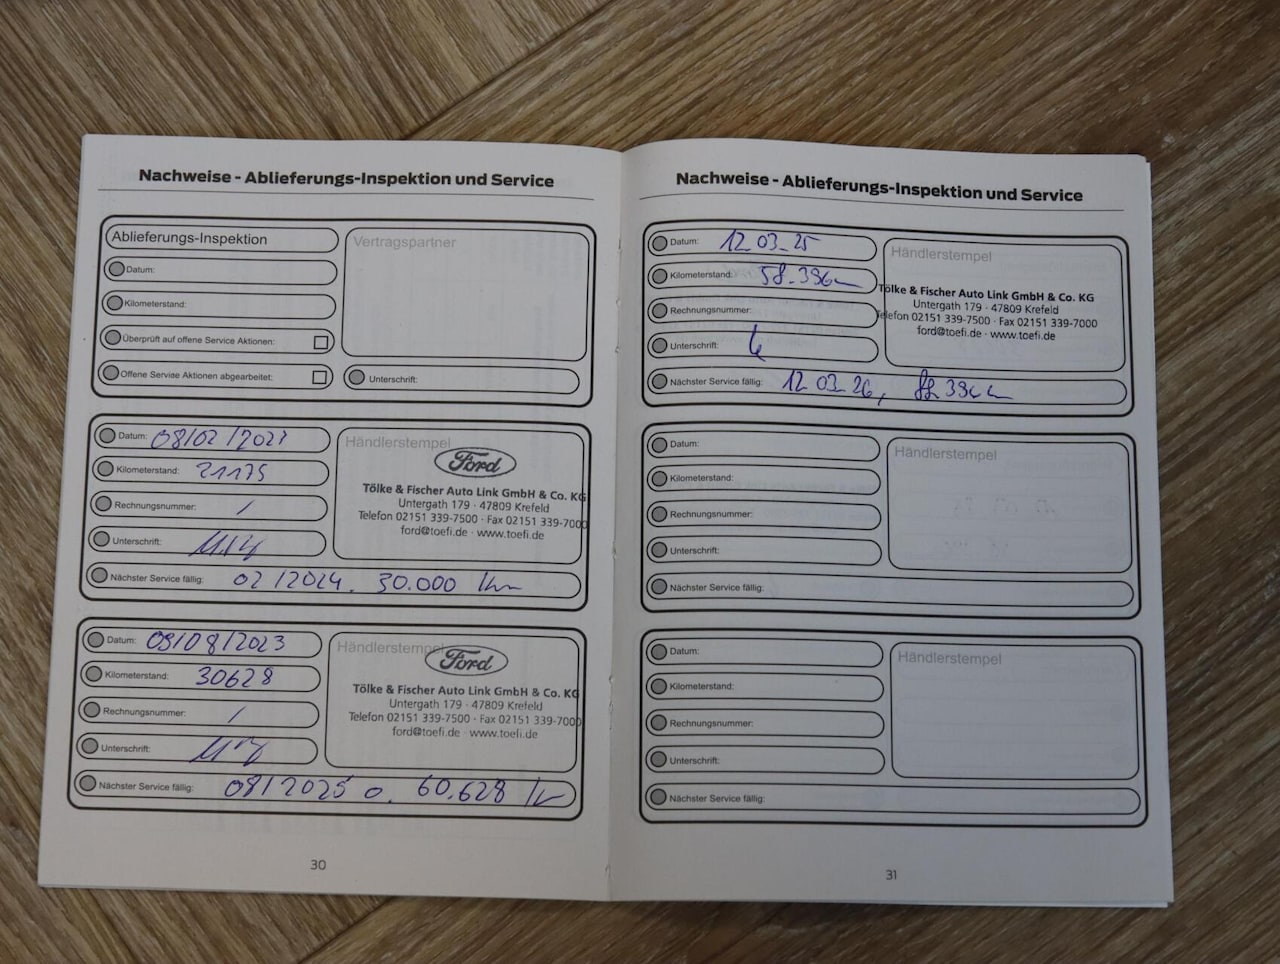 Nachweise - Ablieferungs-Inspektion und Service
Ablieferungs-Inspektion
Vertragspartner
Datum:
Kilometerstand:
Überprüft auf offene Service Aktionen:
Offene Service Aktionen abgearbeitet:
Unterschrift:
Datum: 08/02/2023
Kilometerstand: 21175
Rechnungsnummer: /
Unterschrift:
Händlerstempel
Ford
Tölke & Fischer Auto Link GmbH & Co. KG
Untergath 179 · 47809 Krefeld
Telefon 02151 339-7500 · Fax 02151 339-7000
ford@toefi.de · www.toefi.de
Nächster Service fällig: 02/2024. 30.000 km
Datum: 09/08/2023
Kilometerstand: 30628
Rechnungsnummer: /
Unterschrift:
Händlerstempel
Ford
Tölke & Fischer Auto Link GmbH & Co. KG
Untergath 179 · 47809 Krefeld
Telefon 02151 339-7500 · Fax 02151 339-7000
ford@toefi.de · www.toefi.de
Nächster Service fällig: 08/2025 o. 60.628 km
30
Nachweise - Ablieferungs-Inspektion und Service
Datum: 12.03.25
Kilometerstand:
Rechnungsnummer:
Unterschrift:
Händlerstempel
Tölke & Fischer Auto Link GmbH & Co. KG
Untergath 179 · 47809 Krefeld
Telefon 02151 339-7500 · Fax 02151 339-7000
ford@toefi.de · www.toefi.de
Nächster Service fällig: 12.03.26,
Datum:
Kilometerstand:
Rechnungsnummer:
Unterschrift:
Händlerstempel
Nächster Service fällig:
Datum:
Kilometerstand:
Rechnungsnummer:
Unterschrift:
Händlerstempel
Nächster Service fällig:
31